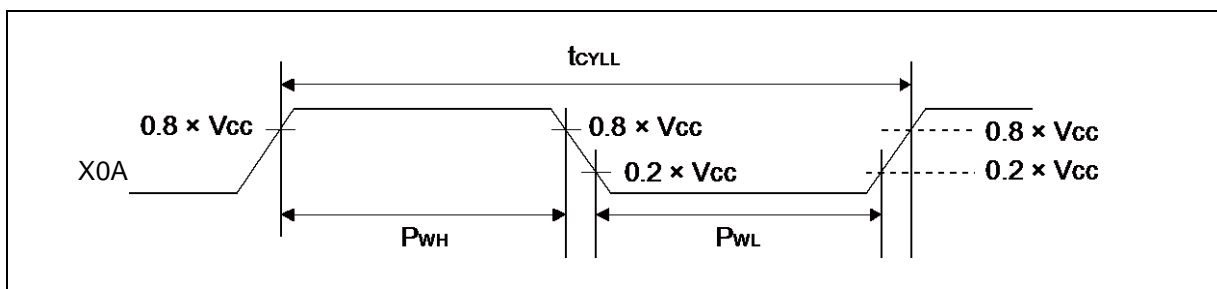 tCYLL
0.8 × VCC
0.8 × VCC
0.8 × VCC
X0A
0.2 × VCC
0.2 × VCC
PWH
PWL